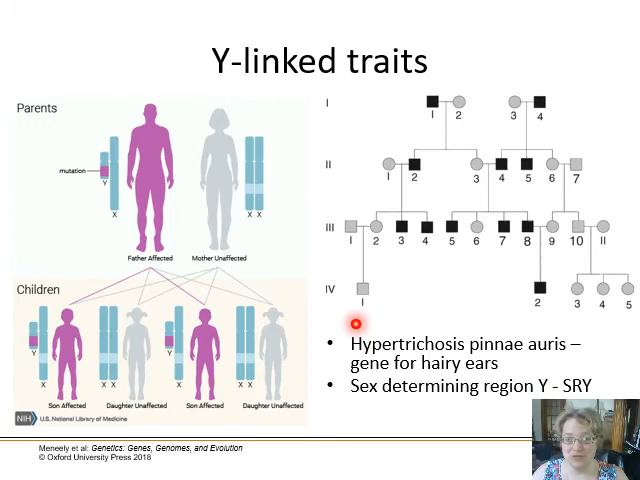 Y-linked traits
Parents
mutation
Y
X
X X
Father Affected
Mother Unaffected
Children
Y
X
X X
Y
X
X X
Son Affected
Daughter Unaffected
Son Affected
Daughter Unaffected
NIH U.S. National Library of Medicine
I
1 2 3 4
II
1 2 3 4 5 6 7
III
1 2 3 4 5 6 7 8 9 10 II
IV
1 2 3 4 5
• Hypertrichosis pinnae auris –
gene for hairy ears
• Sex determining region Y - SRY
Meneely et al: Genetics: Genes, Genomes, and Evolution
© Oxford University Press 2018